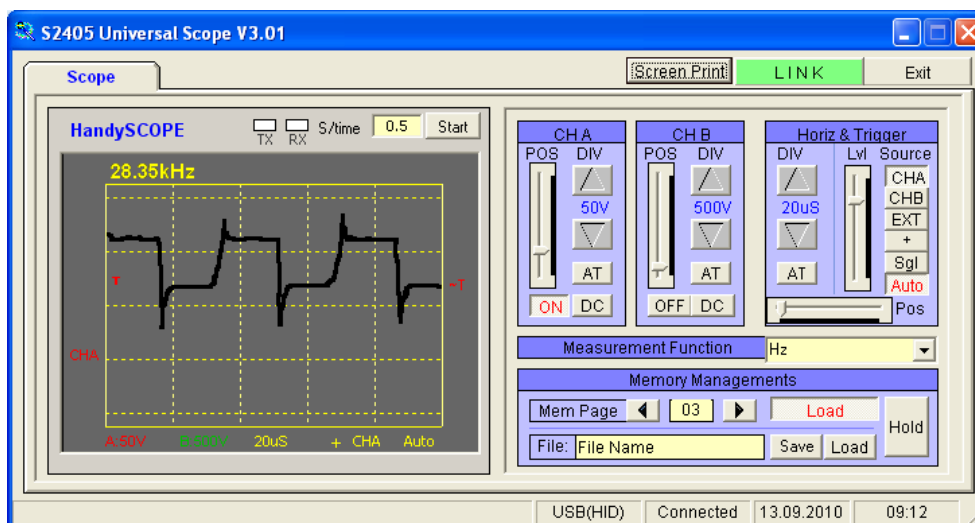 S2405 Universal Scope V3.01
Scope
Screen Print LINK Exit
HandySCOPE TX RX S/time 0.5 Start
28.35kHz
T
~T
CHA
A:50V B:500V 20uS + CHA Auto
CH A
POS DIV
50V
AT
ON DC
CH B
POS DIV
500V
AT
OFF DC
Horiz & Trigger
DIV Lvl Source
20uS
AT
CHA
CHB
EXT
+
Sgl
Auto
Pos
Measurement Function Hz
Memory Managements
Mem Page 03 Load
Hold
File: File Name Save Load
USB(HID) Connected 13.09.2010 09:12